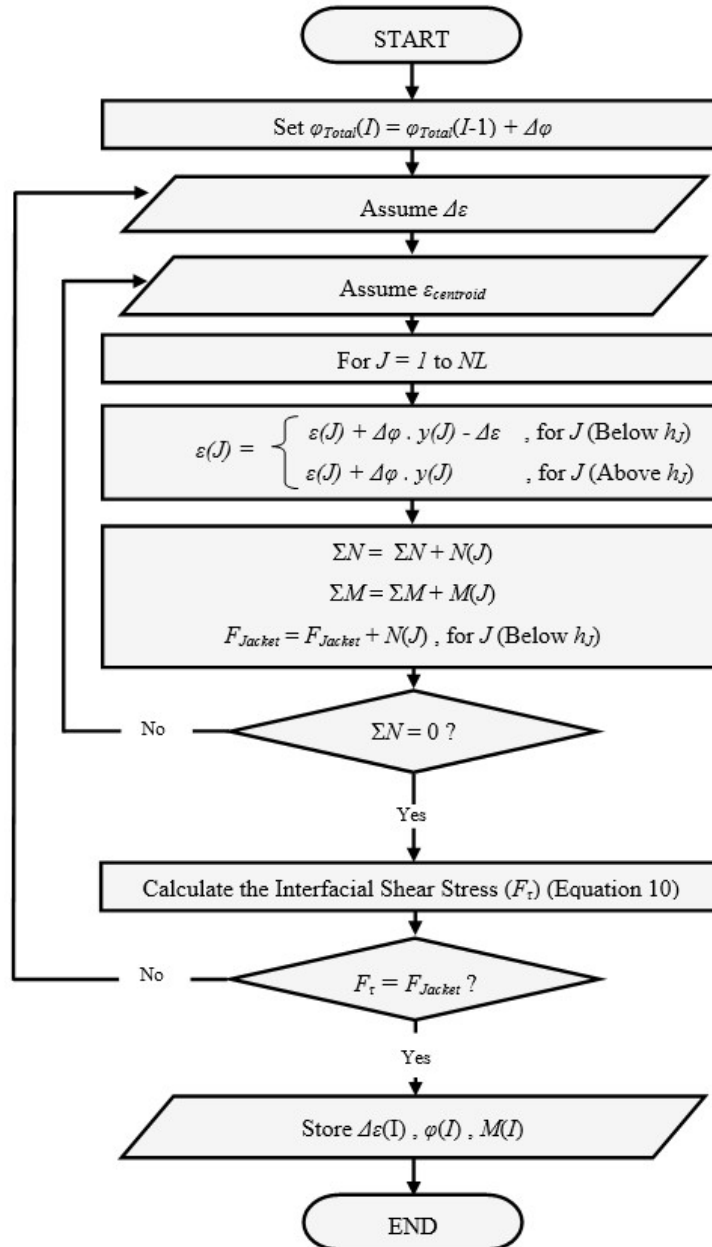 START
Set φTotal(I) = φTotal(I-1) + Δφ
Assume Δε
Assume εcentroid
For J = 1 to NL
ε(J) = { ε(J) + Δφ . y(J) - Δε , for J (Below hJ)
ε(J) + Δφ . y(J) , for J (Above hJ)
ΣN = ΣN + N(J)
ΣM = ΣM + M(J)
FJacket = FJacket + N(J) , for J (Below hJ)
No
ΣN = 0 ?
Yes
Calculate the Interfacial Shear Stress (Fτ) (Equation 10)
No
Fτ = FJacket ?
Yes
Store Δε(I) , φ(I) , M(I)
END